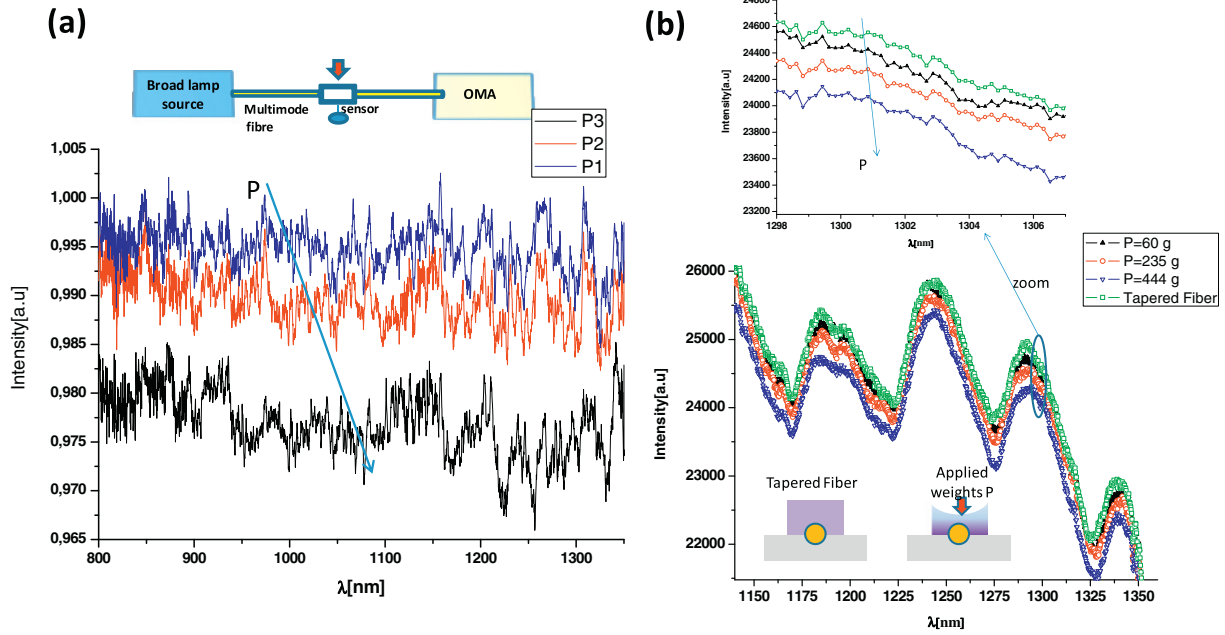 (a)
Broad lamp
source
Multimode
fibre
sensor
OMA
P3
P2
P1
P
Intensity[a.u]
1,005
1,000
0,995
0,990
0,985
0,980
0,975
0,970
0,965
800
900
1000
1100
1200
1300
λ[nm]
(b)
Intensity[a.u]
24600
24400
24200
24000
23800
23600
23400
23200
P
1298
1300
1302
1304
1306
λ[nm]
zoom
P=60 g
P=235 g
P=444 g
Tapered Fiber
Intensity[a.u]
26000
25000
24000
23000
22000
Tapered Fiber
Applied
weights P
1150
1175
1200
1225
1250
1275
1300
1325
1350
λ[nm]